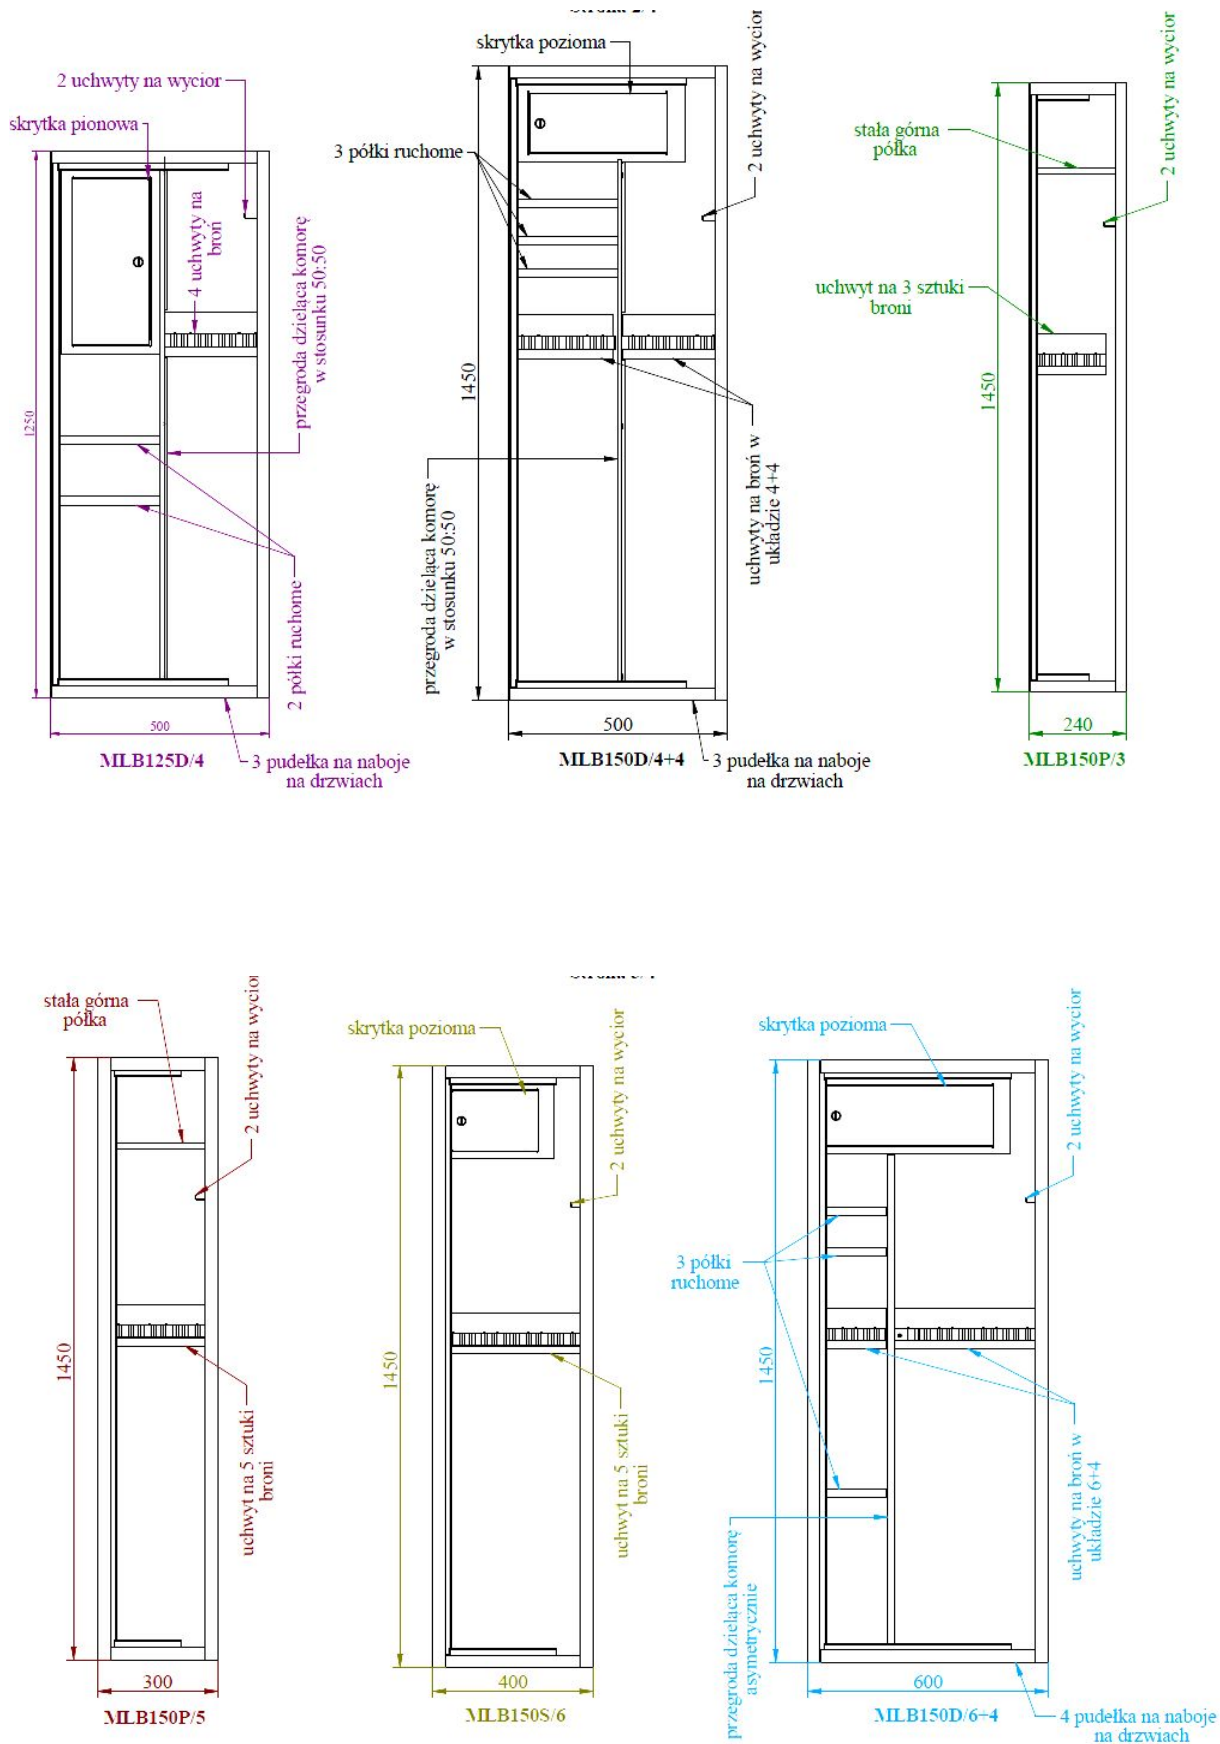 skrytka pozioma
2 uchwyty na wycior
skrytka pionowa
4 uchwyty na
broń
przegroda dzieląca komorę
w stosunku 50:50
1250
2 półki ruchome
500
MLB125D/4
3 pudełka na naboje
na drzwiach
3 półki ruchome
2 uchwyty na wycior
1450
przegroda dzieląca komorę
w stosunku 50:50
uchwyty na broń w
układzie 4+4
500
MLB150D/4+4
3 pudełka na naboje
na drzwiach
2 uchwyty na wycior
stała górna
półka
uchwyt na 3 sztuki
broni
1450
240
MLB150P/3
stała górna
półka
2 uchwyty na wycior
1450
uchwyt na 5 sztuki
broni
300
MLB150P/5
skrytka pozioma
2 uchwyty na wycior
1450
uchwyt na 5 sztuki
broni
400
MLB150S/6
skrytka pozioma
2 uchwyty na wycior
3 półki
ruchome
1450
uchwyty na broń w
układzie 6+4
przegroda dzieląca komorę
asymetrycznie
600
MLB150D/6+4
4 pudełka na naboje
na drzwiach